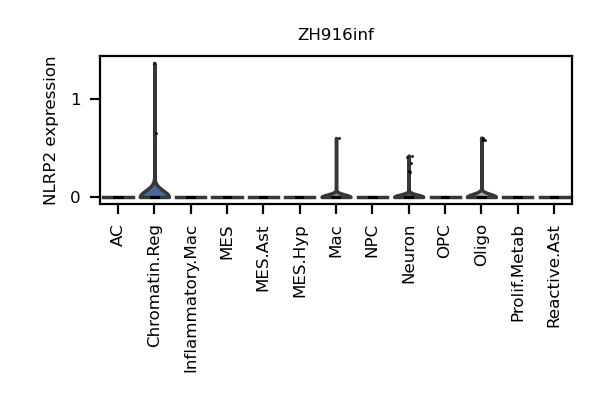 ZH916inf
NLRP2 expression
1
0
AC
Chromatin.Reg
Inflammatory.Mac
MES
MES.Ast
MES.Hyp
Mac
NPC
Neuron
OPC
Oligo
Prolif.Metab
Reactive.Ast